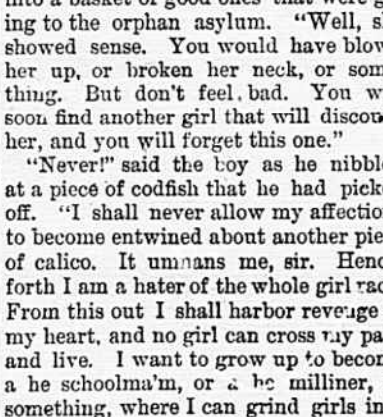 into a basket of good ones that were g
ing to the orphan asylum. "Well, s
showed sense. You would have blow
her up, or broken her neck, or som
thing. But don't feel bad. You w
soon find another girl that will discou
her, and you will forget this one."
"Never!" said the boy as he nibbl
at a piece of codfish that he had pick
off. "I shall never allow my affectio
to become entwined about another pie
of calico. It unmans me, sir. Henc
forth I am a hater of the whole girl rac
From this out I shall harbor revenge
my heart, and no girl can cross my pa
and live. I want to grow up to becom
a he schoolma'm, or a he milliner,
something, where I can grind girls in